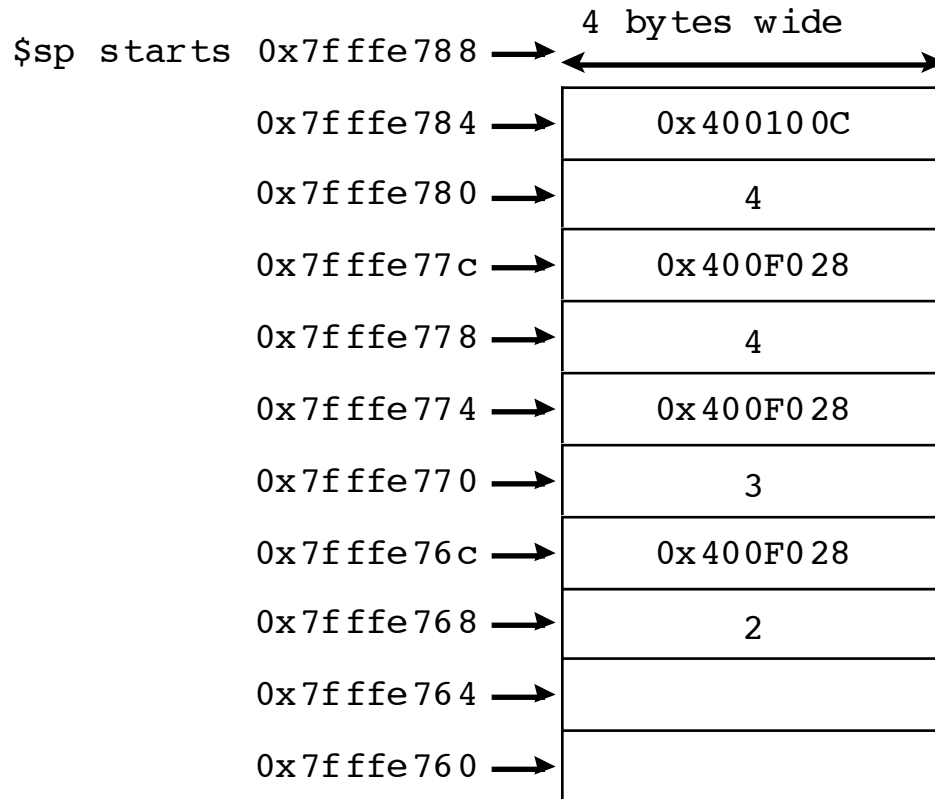 4 bytes wide
$sp starts 0x7fffe788
0x7fffe784 0x400100C
0x7fffe780 4
0x7fffe77c 0x400F028
0x7fffe778 4
0x7fffe774 0x400F028
0x7fffe770 3
0x7fffe76c 0x400F028
0x7fffe768 2
0x7fffe764
0x7fffe760